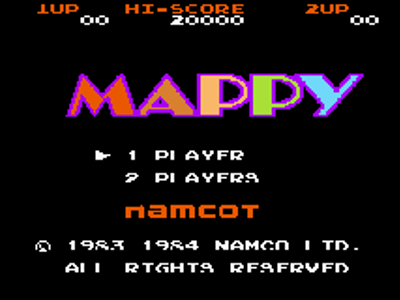 1UP HI-SCORE 2UP
00 20000 00
MAPPY
1 PLAYER
2 PLAYERS
namcot
© 1983 1984 NAMCO LTD.
ALL RIGHTS RESERVED